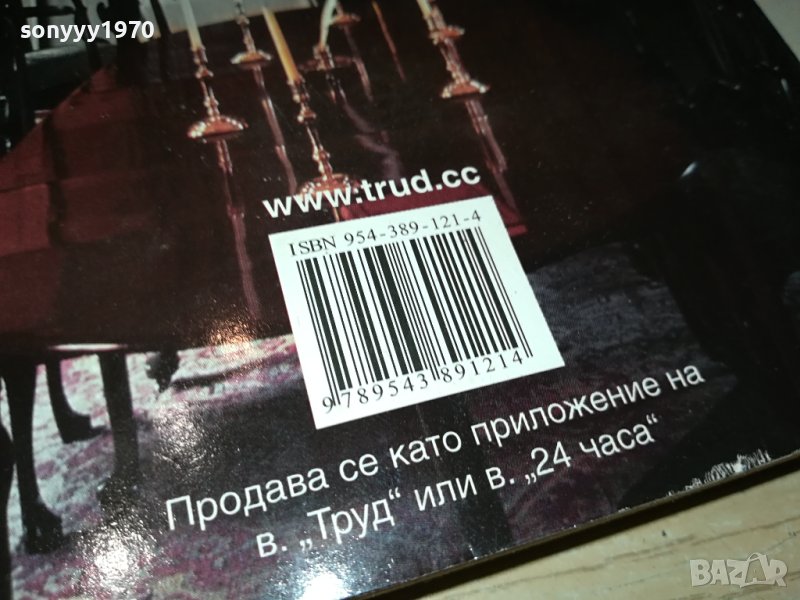 sonyyy1970
www.trud.cc
ISBN 954-389-121-4
9 789543 891214
Продава се като приложение на
в. „Труд“ или в. „24 часа“
BAZAR